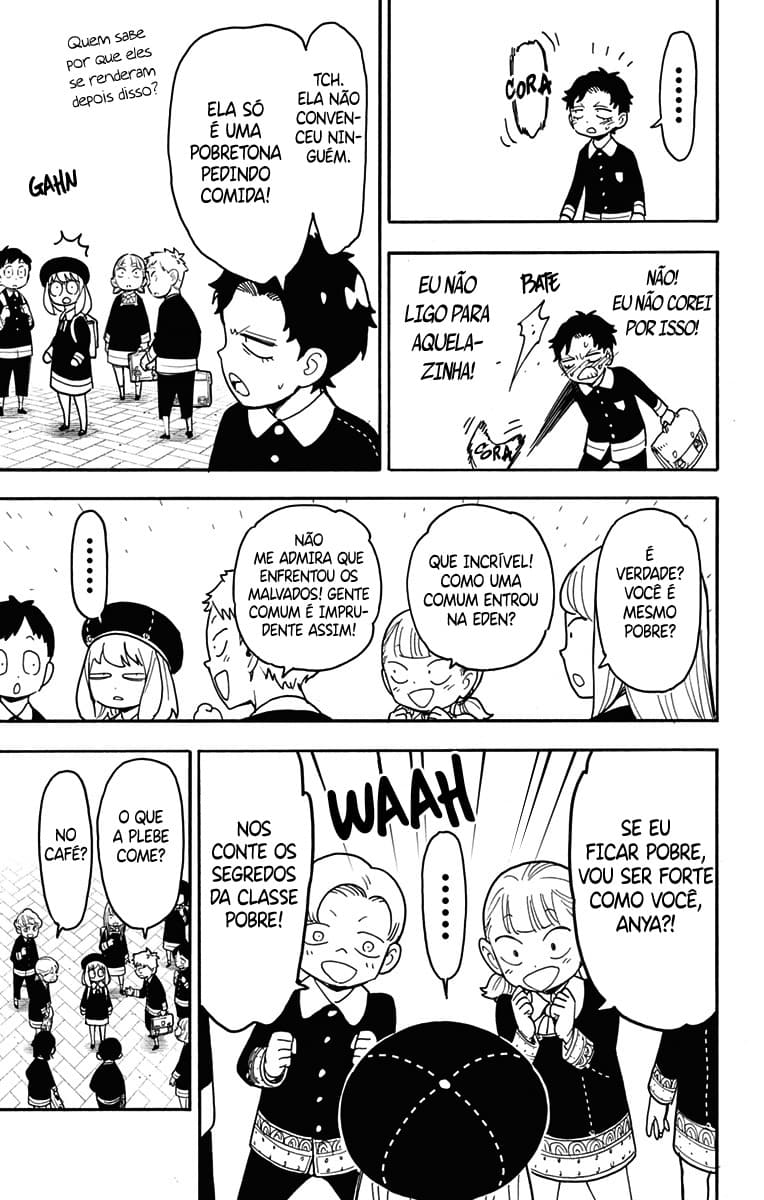 ••••
CORA
NÃO!
EU NÃO COREI
POR ISSO!
BATE
EU NÃO
LIGO PARA
AQUELA-
ZINHA!
TCH.
ELA NÃO
CONVEN-
CEU NIN-
GUÉM.
ELA SÓ
É UMA
POBRETONA
PEDINDO
COMIDA!
Quem sabe
por que eles
se renderam
depois disso?
GAHN
É
VERDADE?
VOCÊ É
MESMO
POBRE?
QUE INCRÍVEL!
COMO UMA
COMUM ENTROU
NA EDEN?
NÃO
ME ADMIRA QUE
ENFRENTOU OS
MALVADOS! GENTE
COMUM É IMPRU-
DENTE ASSIM!
•••••
SE EU
FICAR POBRE,
VOU SER FORTE
COMO VOCÊ,
ANYA?!
WAAH
•••••
NOS
CONTE OS
SEGREDOS
DA CLASSE
POBRE!
O QUE
A PLEBE
COME?
NO
CAFÉ?